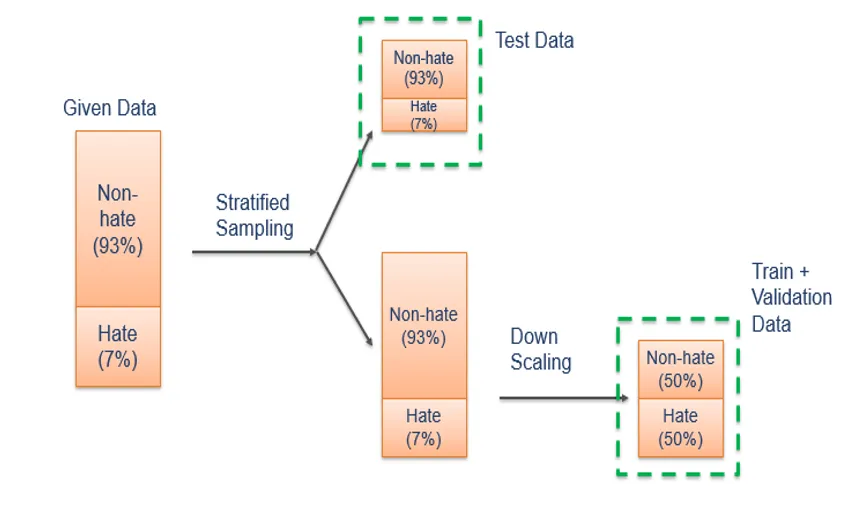 Given Data
Non-
hate
(93%)
Hate
(7%)
Stratified
Sampling
Non-hate
(93%)
Hate
(7%)
Test Data
Non-hate
(93%)
Hate
(7%)
Down
Scaling
Non-hate
(50%)
Hate
(50%)
Train +
Validation
Data